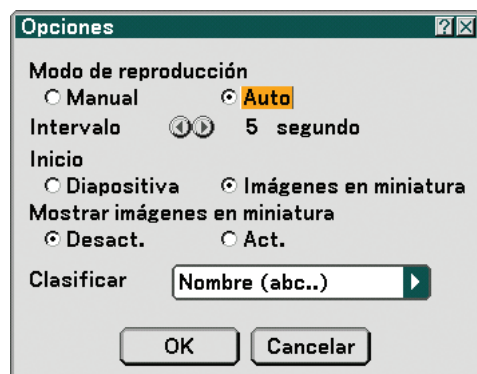 Opciones
Modo de reproducción
Manual Auto
Intervalo 5 segundo
Inicio
Diapositiva Imágenes en miniatura
Mostrar imágenes en miniatura
Desact. Act.
Clasificar Nombre (abc..)
OK Cancelar